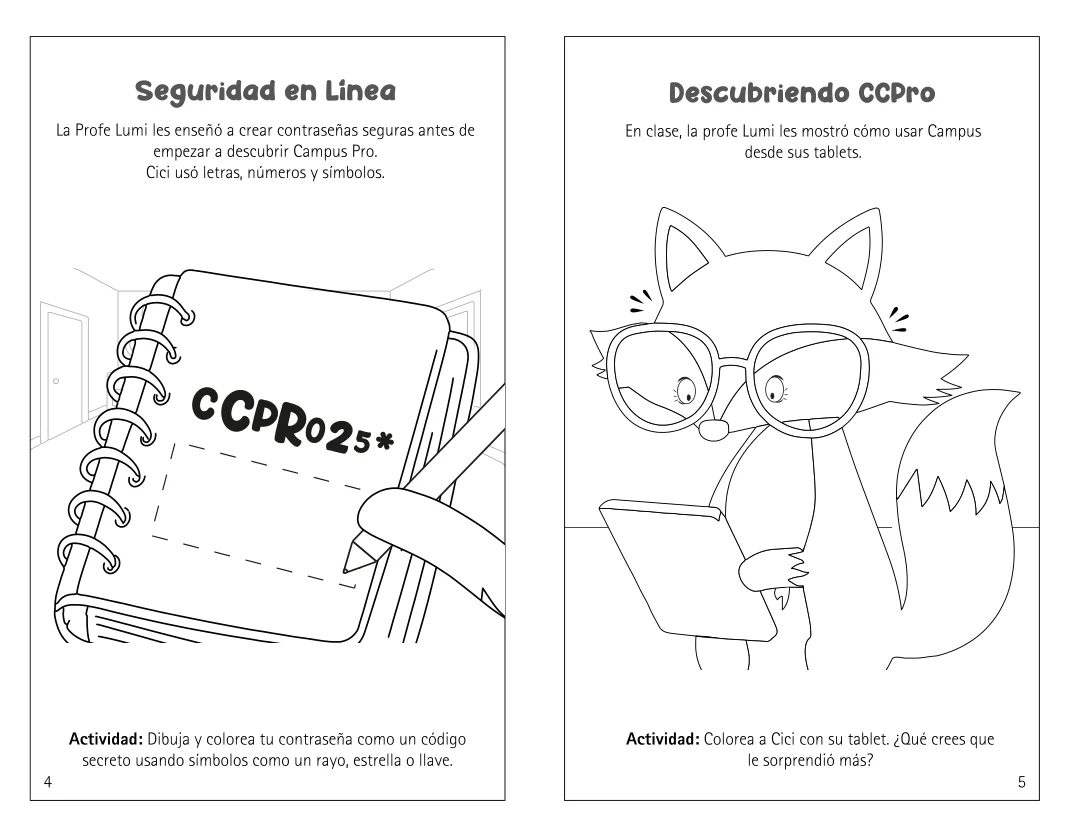 Seguridad en Línea
La Profe Lumi les enseñó a crear contraseñas seguras antes de
empezar a descubrir Campus Pro.
Cici usó letras, números y símbolos.
CCPRo25*
Actividad: Dibuja y colorea tu contraseña como un código
secreto usando símbolos como un rayo, estrella o llave.
4
Descubriendo CCPro
En clase, la profe Lumi les mostró cómo usar Campus
desde sus tablets.
Actividad: Colorea a Cici con su tablet. ¿Qué crees que
le sorprendió más?
5